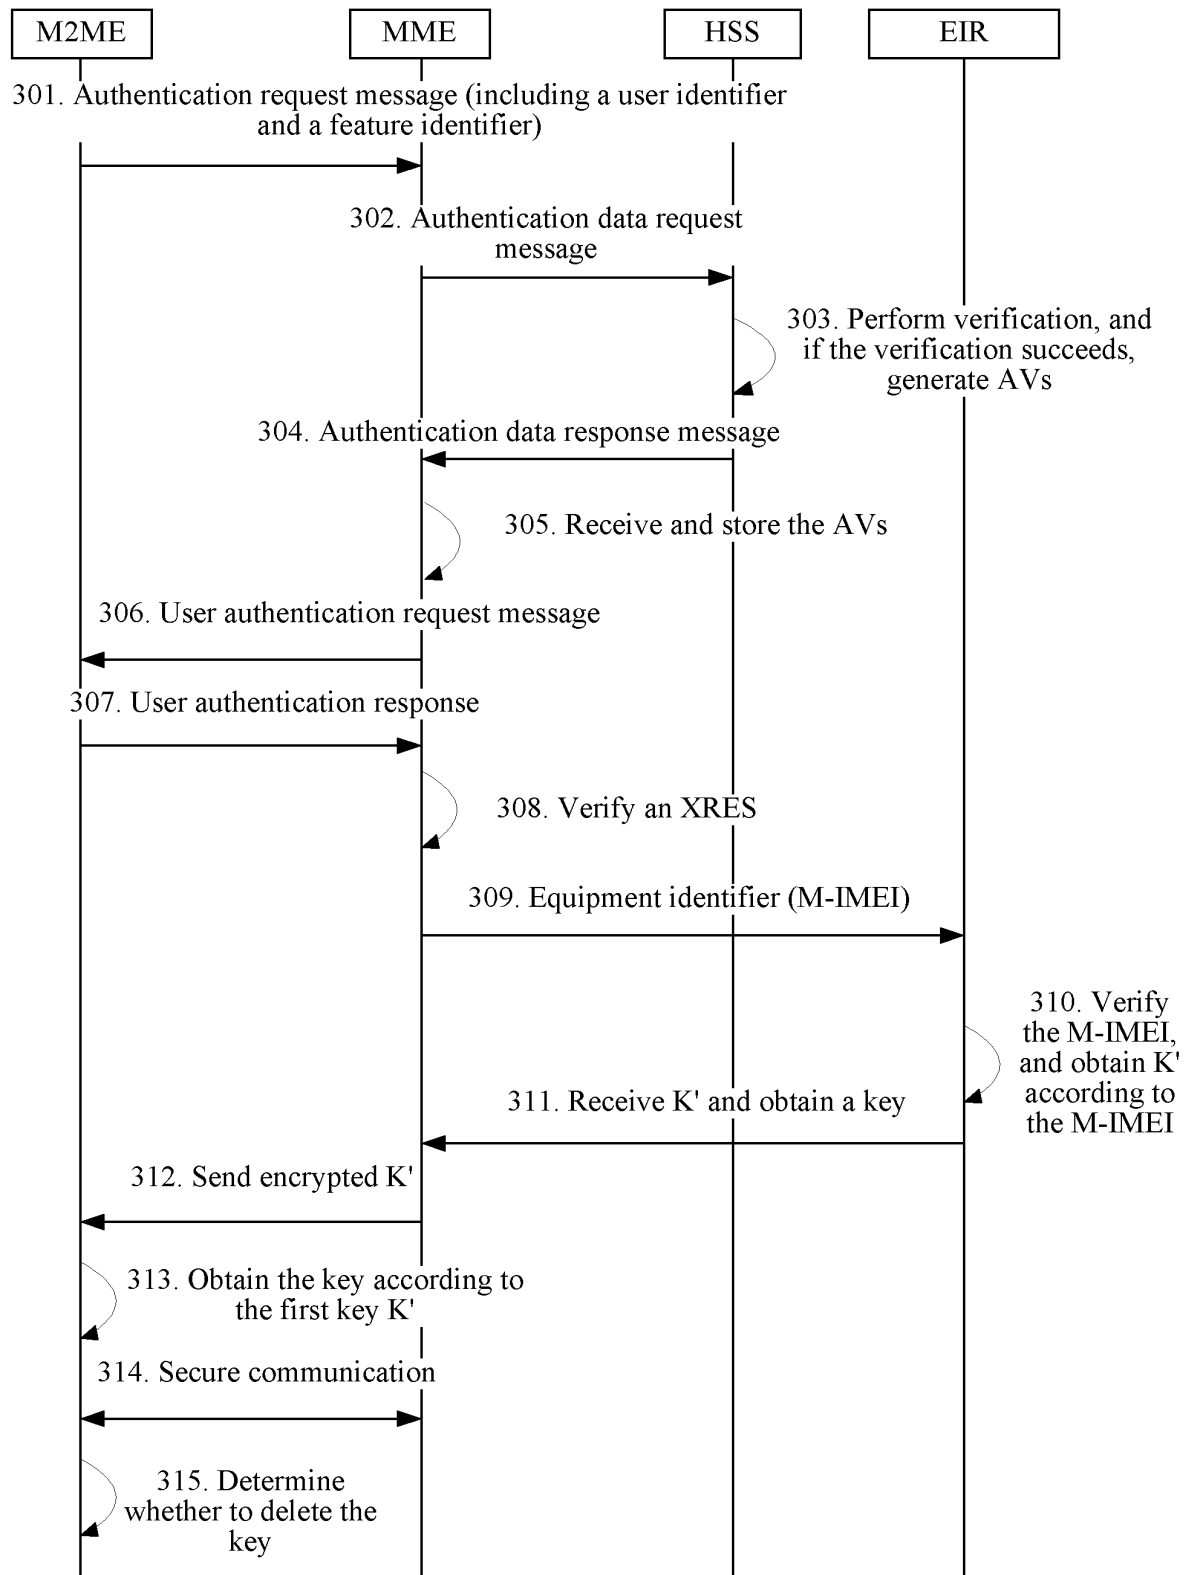 M2ME
MME
HSS
EIR
301. Authentication request message (including a user identifier
and a feature identifier)
302. Authentication data request
message
303. Perform verification, and
if the verification succeeds,
generate AVs
304. Authentication data response message
305. Receive and store the AVs
306. User authentication request message
307. User authentication response
308. Verify an XRES
309. Equipment identifier (M-IMEI)
310. Verify
the M-IMEI,
and obtain K'
according to
the M-IMEI
311. Receive K' and obtain a key
312. Send encrypted K'
313. Obtain the key according to
the first key K'
314. Secure communication
315. Determine
whether to delete the
key